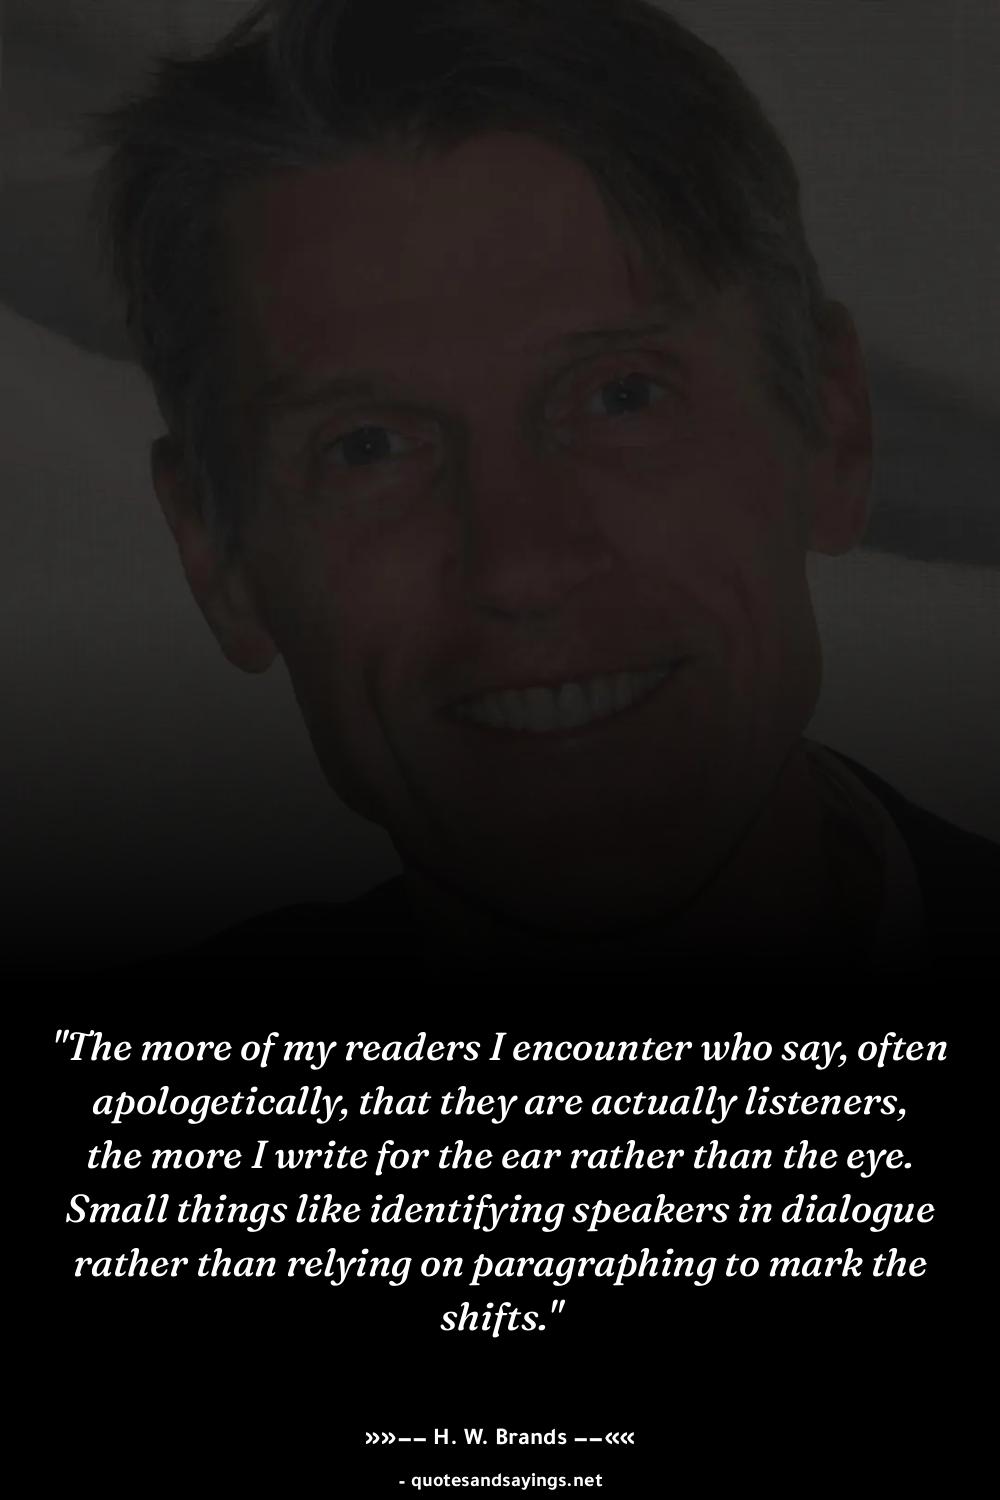 "The more of my readers I encounter who say, often
apologetically, that they are actually listeners,
the more I write for the ear rather than the eye.
Small things like identifying speakers in dialogue
rather than relying on paragraphing to mark the
shifts."
»»–– H. W. Brands ––««
- quotesandsayings.net